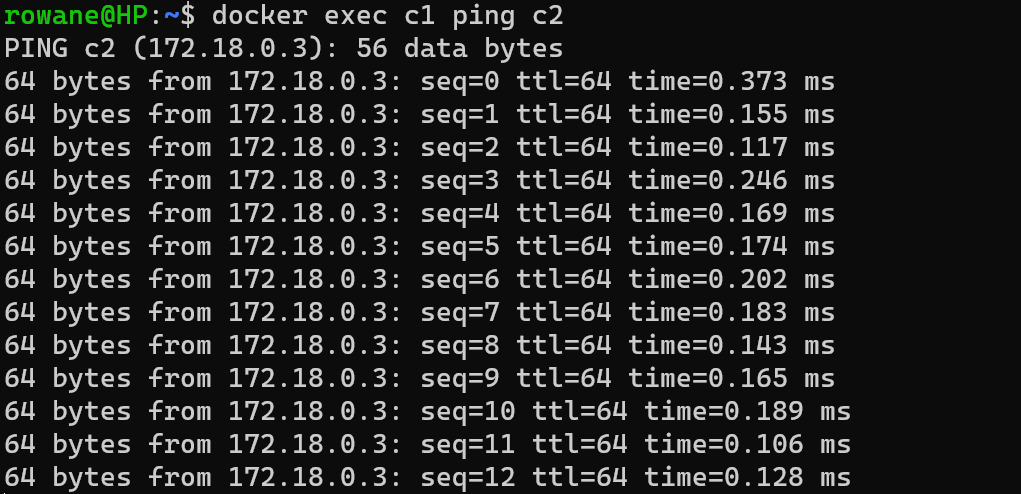 rowane@HP:~$ docker exec c1 ping c2
PING c2 (172.18.0.3): 56 data bytes
64 bytes from 172.18.0.3: seq=0 ttl=64 time=0.373 ms
64 bytes from 172.18.0.3: seq=1 ttl=64 time=0.155 ms
64 bytes from 172.18.0.3: seq=2 ttl=64 time=0.117 ms
64 bytes from 172.18.0.3: seq=3 ttl=64 time=0.246 ms
64 bytes from 172.18.0.3: seq=4 ttl=64 time=0.169 ms
64 bytes from 172.18.0.3: seq=5 ttl=64 time=0.174 ms
64 bytes from 172.18.0.3: seq=6 ttl=64 time=0.202 ms
64 bytes from 172.18.0.3: seq=7 ttl=64 time=0.183 ms
64 bytes from 172.18.0.3: seq=8 ttl=64 time=0.143 ms
64 bytes from 172.18.0.3: seq=9 ttl=64 time=0.165 ms
64 bytes from 172.18.0.3: seq=10 ttl=64 time=0.189 ms
64 bytes from 172.18.0.3: seq=11 ttl=64 time=0.106 ms
64 bytes from 172.18.0.3: seq=12 ttl=64 time=0.128 ms